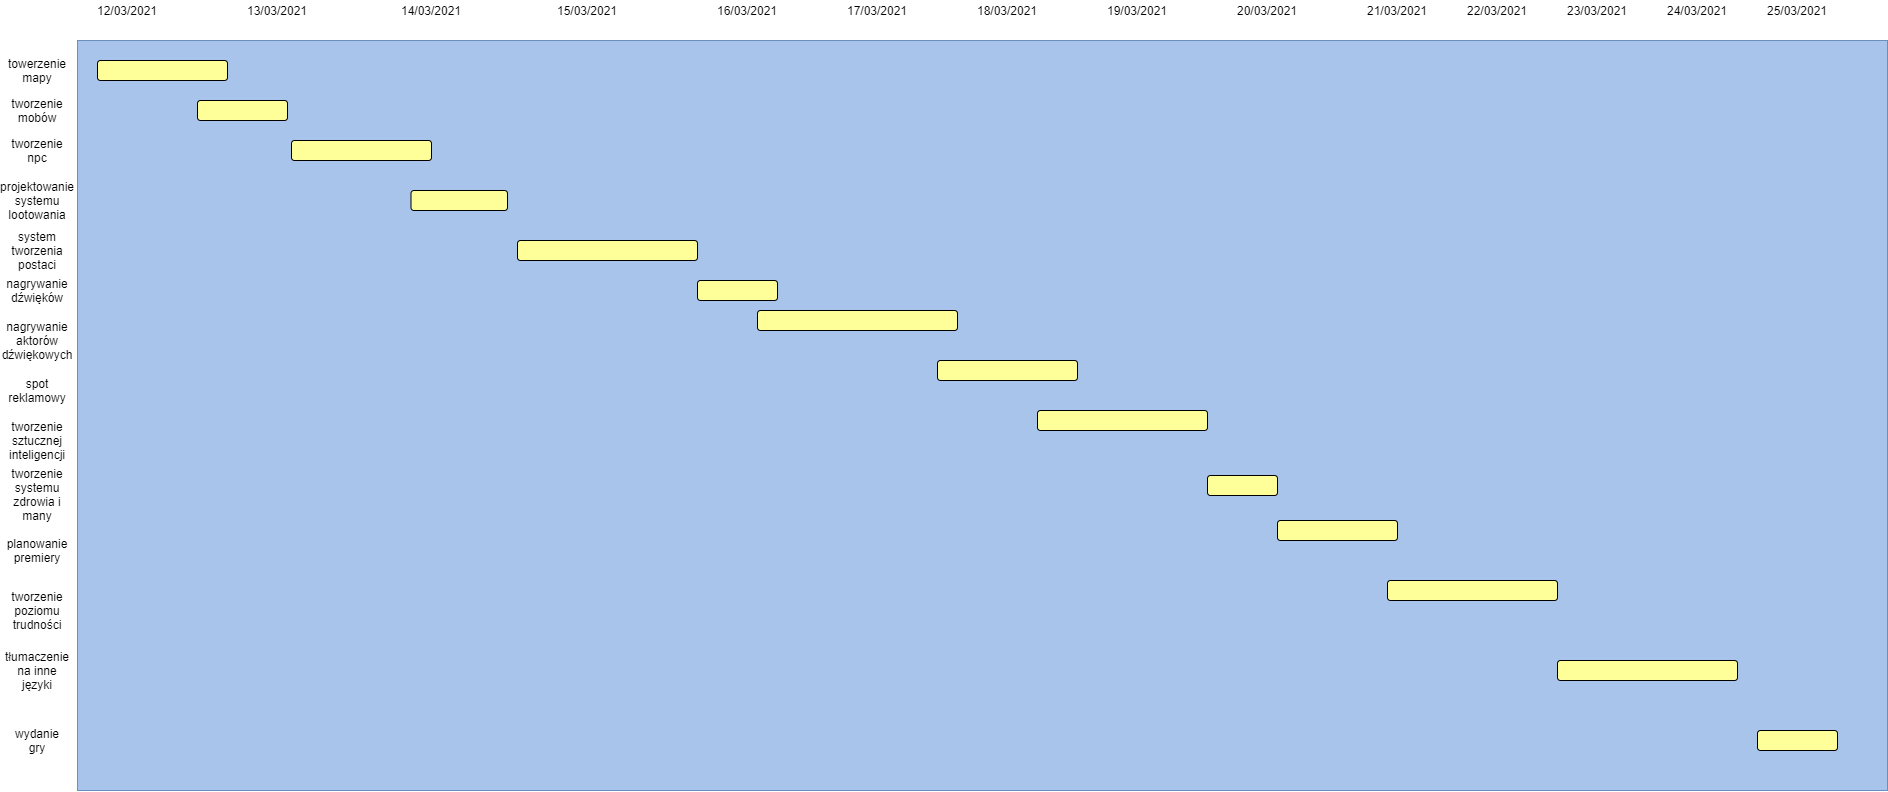 12/03/2021 13/03/2021 14/03/2021 15/03/2021 16/03/2021 17/03/2021 18/03/2021 19/03/2021 20/03/2021 21/03/2021 22/03/2021 23/03/2021 24/03/2021 25/03/2021
towerzenie
mapy
tworzenie
mobów
tworzenie
npc
projektowanie
systemu
lootowania
system
tworzenia
postaci
nagrywanie
dźwięków
nagrywanie
aktorów
dźwiękowych
spot
reklamowy
tworzenie
sztucznej
inteligencji
tworzenie
systemu
zdrowia i
many
planowanie
premiery
tworzenie
poziomu
trudności
tłumaczenie
na inne
języki
wydanie
gry